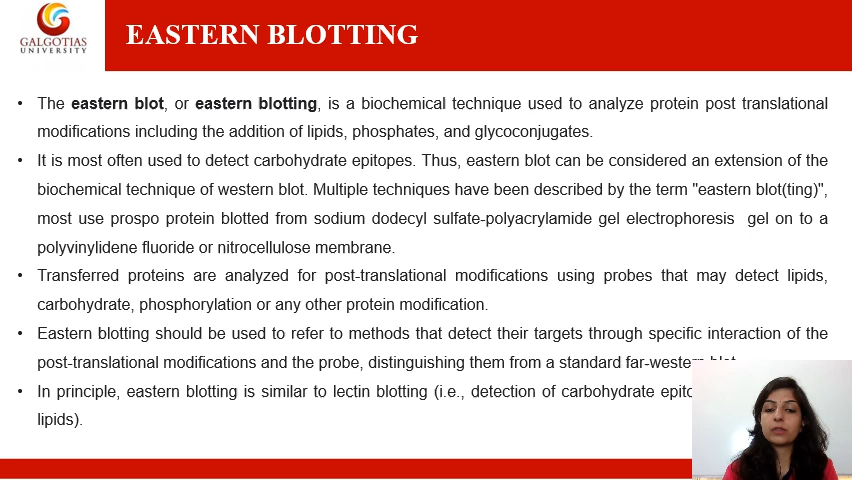 GALGOTIAS
UNIVERSITY
EASTERN BLOTTING
• The eastern blot, or eastern blotting, is a biochemical technique used to analyze protein post translational
modifications including the addition of lipids, phosphates, and glycoconjugates.
• It is most often used to detect carbohydrate epitopes. Thus, eastern blot can be considered an extension of the
biochemical technique of western blot. Multiple techniques have been described by the term "eastern blot(ting)",
most use prospo protein blotted from sodium dodecyl sulfate-polyacrylamide gel electrophoresis gel on to a
polyvinylidene fluoride or nitrocellulose membrane.
• Transferred proteins are analyzed for post-translational modifications using probes that may detect lipids,
carbohydrate, phosphorylation or any other protein modification.
• Eastern blotting should be used to refer to methods that detect their targets through specific interaction of the
post-translational modifications and the probe, distinguishing them from a standard far-western blot.
• In principle, eastern blotting is similar to lectin blotting (i.e., detection of carbohydrate
lipids).